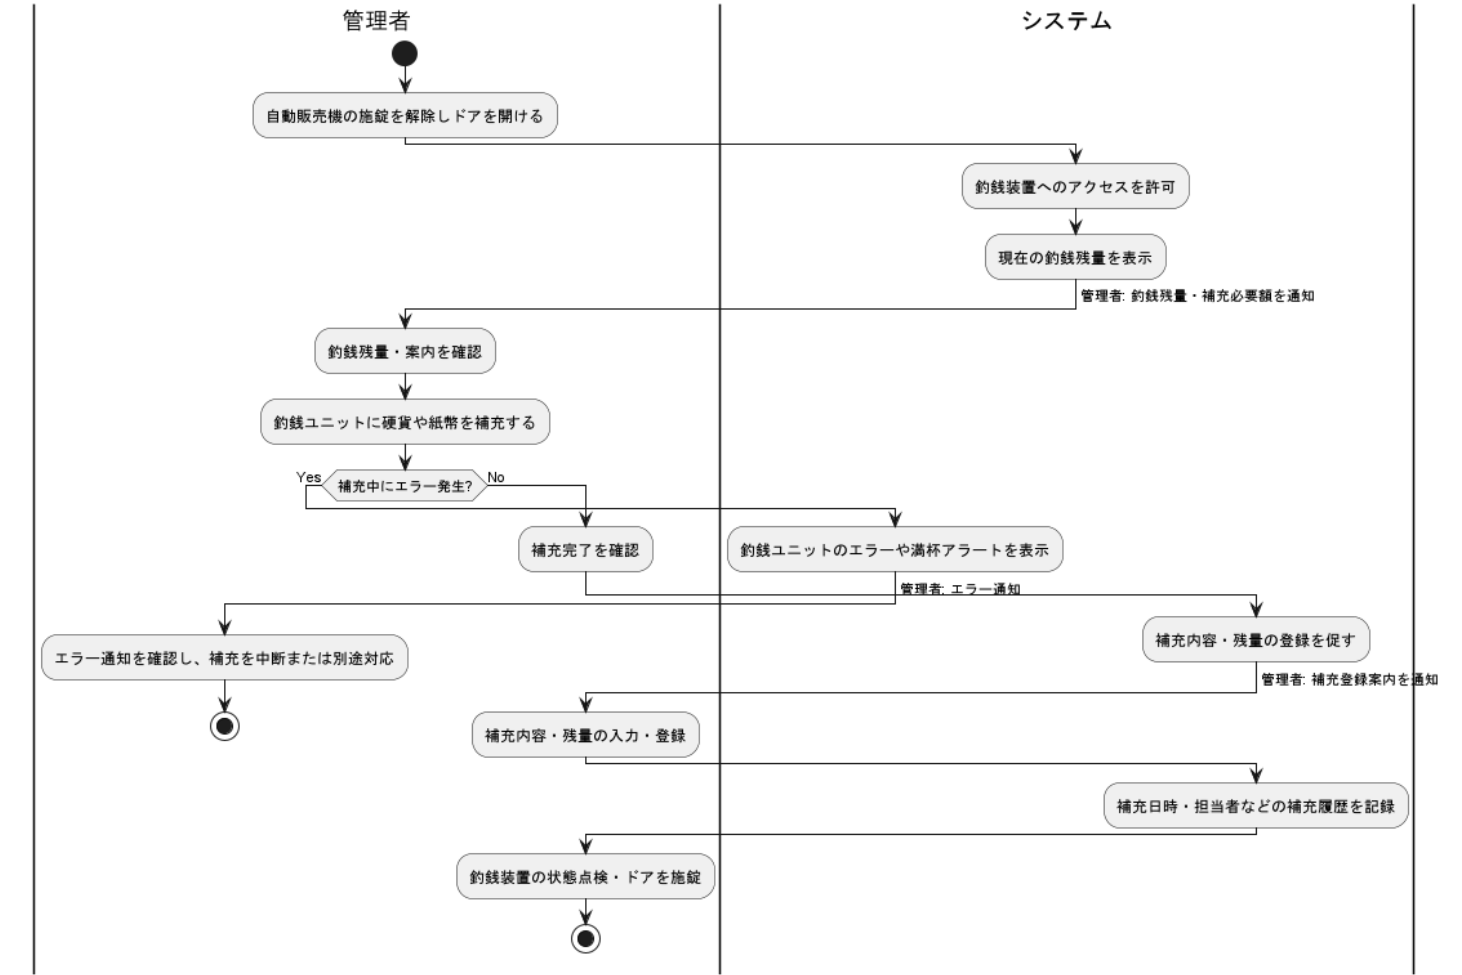 管理者
システム
自動販売機の施錠を解除しドアを開ける
釣銭装置へのアクセスを許可
現在の釣銭残量を表示
管理者: 釣銭残量・補充必要額を通知
釣銭残量・案内を確認
釣銭ユニットに硬貨や紙幣を補充する
Yes
補充中にエラー発生?
No
補充完了を確認
釣銭ユニットのエラーや満杯アラートを表示
管理者: エラー通知
補充内容・残量の登録を促す
エラー通知を確認し、補充を中断または別途対応
管理者: 補充登録案内を通知
補充内容・残量の入力・登録
補充日時・担当者などの補充履歴を記録
釣銭装置の状態点検・ドアを施錠